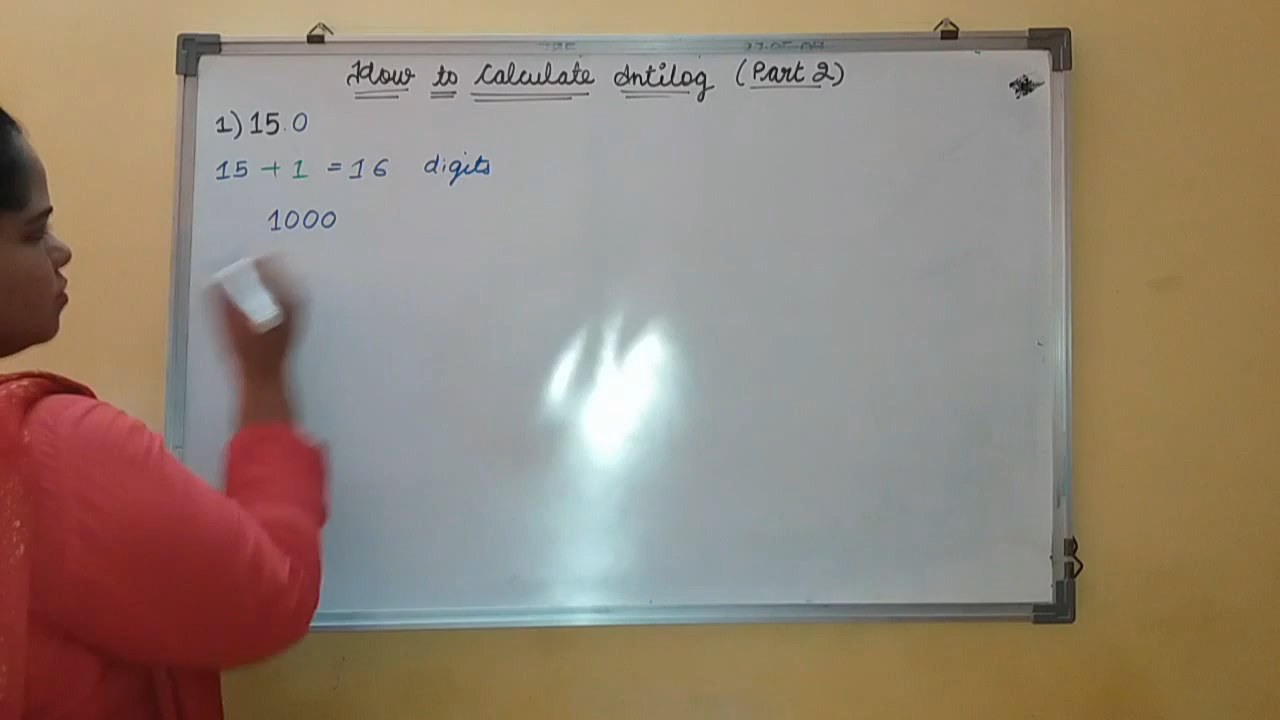 How to Calculate Antilog (Part 2)
1) 15.0
15 + 1 = 16 digits
1000